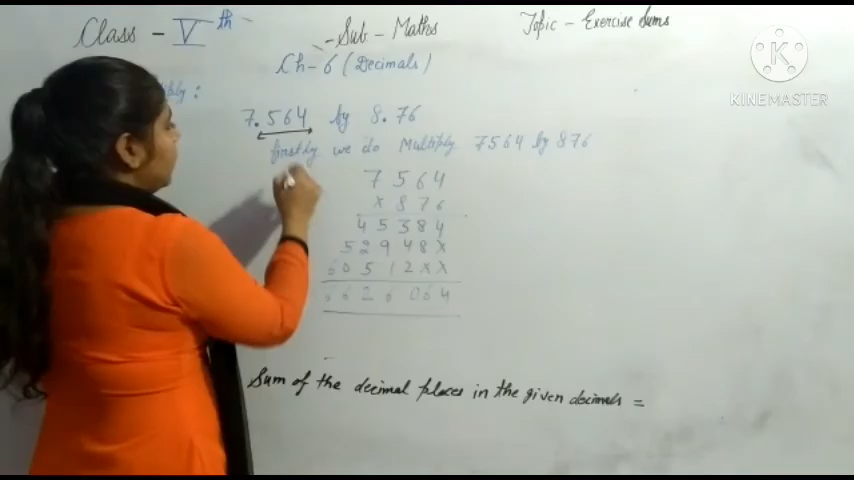 Class - Vth
- Sub - Maths
Topic - Exercise Sums
Ch-6 (Decimals)
7.564 by 8.76
firstly we do Multiply 7564 by 876
7 5 6 4
× 8 7 6
4 5 3 8 4
5 2 9 4 8 ×
6 0 5 1 2 × ×
6 6 2 6 0 6 4
Sum of the decimal places in the given decimals =
KINEMASTER